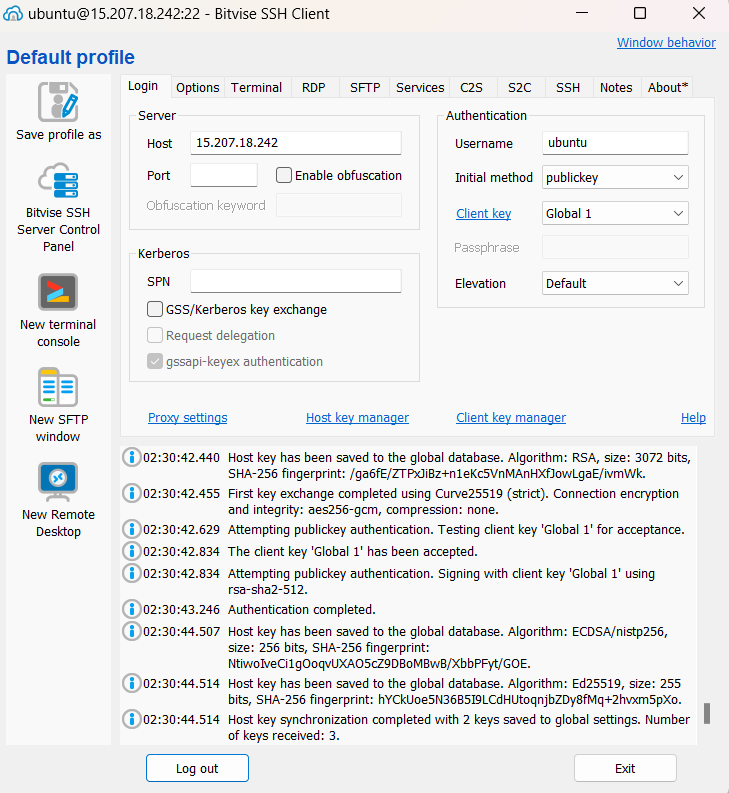 ubuntu@15.207.18.242:22 - Bitvise SSH Client
Window behavior
Default profile
Save profile as
Bitvise SSH
Server Control
Panel
New terminal
console
New SFTP
window
New Remote
Desktop
Login Options Terminal RDP SFTP Services C2S S2C SSH Notes About*
Server
Host 15.207.18.242
Port Enable obfuscation
Obfuscation keyword
Kerberos
SPN
GSS/Kerberos key exchange
Request delegation
gssapi-keyex authentication
Authentication
Username ubuntu
Initial method publickey
Client key Global 1
Passphrase
Elevation Default
Proxy settings Host key manager Client key manager Help
02:30:42.440 Host key has been saved to the global database. Algorithm: RSA, size: 3072 bits,
SHA-256 fingerprint: /ga6fE/ZTPxJiBz+n1eKc5VnMAnHXfJowLgaE/ivmWk.
02:30:42.455 First key exchange completed using Curve25519 (strict). Connection encryption
and integrity: aes256-gcm, compression: none.
02:30:42.629 Attempting publickey authentication. Testing client key 'Global 1' for acceptance.
02:30:42.834 The client key 'Global 1' has been accepted.
02:30:42.834 Attempting publickey authentication. Signing with client key 'Global 1' using
rsa-sha2-512.
02:30:43.246 Authentication completed.
02:30:44.507 Host key has been saved to the global database. Algorithm: ECDSA/nistp256,
size: 256 bits, SHA-256 fingerprint:
NtiwoIveCi1gOoqvUXAO5cZ9DBoMBwB/XbbPFyt/GOE.
02:30:44.514 Host key has been saved to the global database. Algorithm: Ed25519, size: 255
bits, SHA-256 fingerprint: hYCkUoe5N36B5I9LCdHUtoqnjbZDy8fMq+2hvxm5pXo.
02:30:44.514 Host key synchronization completed with 2 keys saved to global settings. Number
of keys received: 3.
Log out Exit